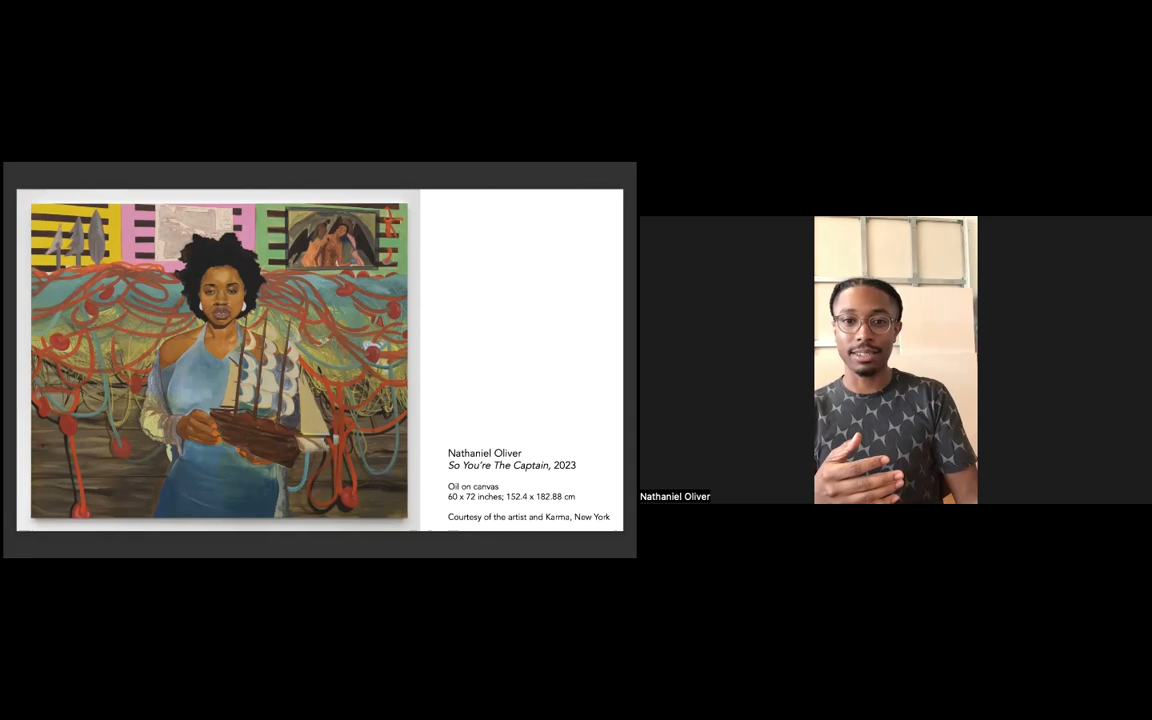 Nathaniel Oliver
So You're The Captain, 2023
Oil on canvas
60 x 72 inches; 152.4 x 182.88 cm
Courtesy of the artist and Karma, New York
Nathaniel Oliver